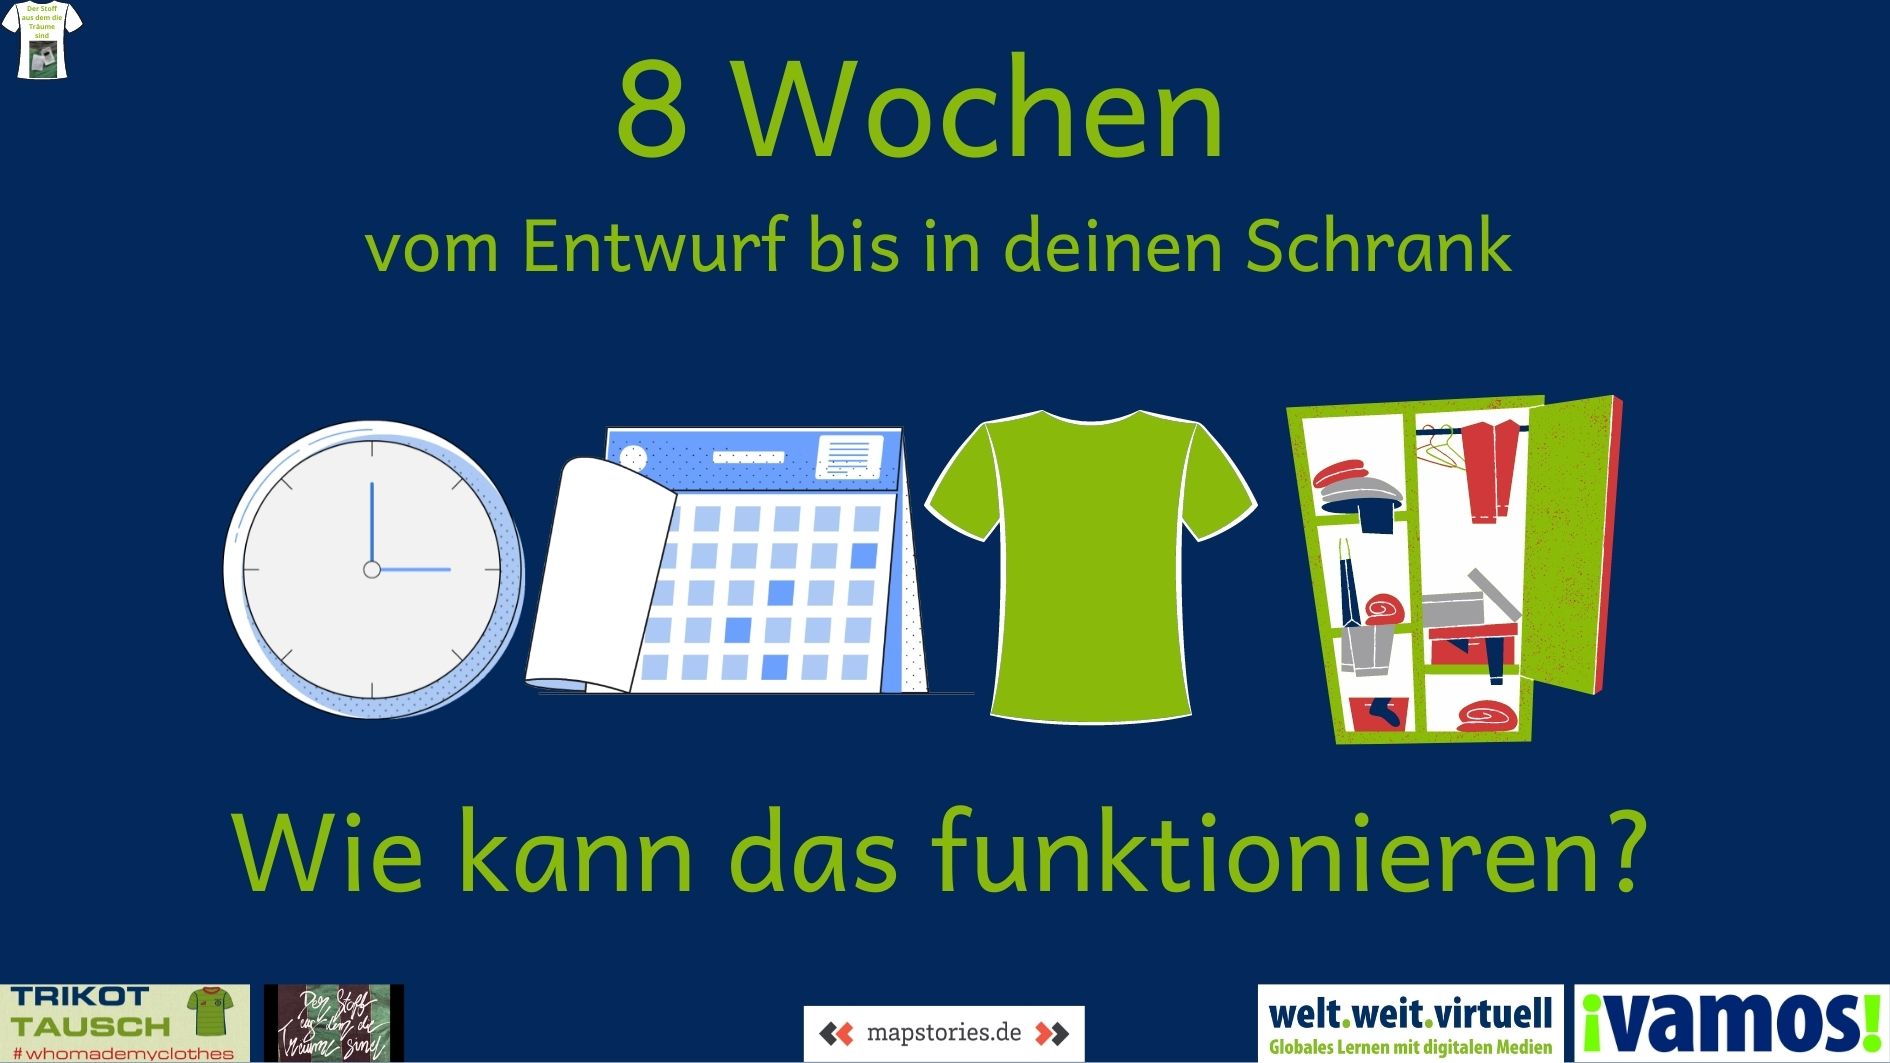 Der Stoff
aus dem die
Träume
sind
8 Wochen
vom Entwurf bis in deinen Schrank
Wie kann das funktionieren?
TRIKOT
TAUSCH
#whomademyclothes
Der Stoff
aus dem die
Träume sind
mapstories.de
welt.weit.virtuell
Globales Lernen mit digitalen Medien
¡vamos!